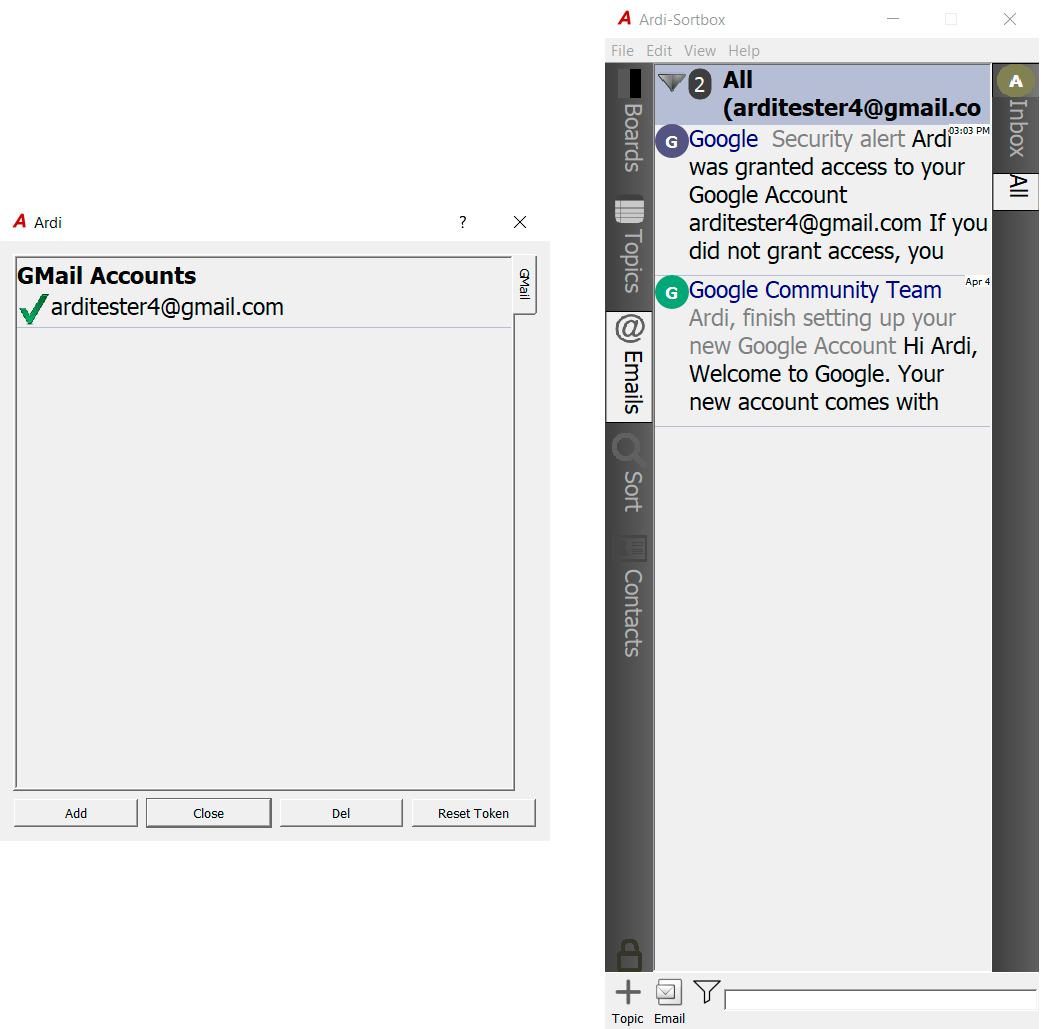 Ardi
?
GMail Accounts
arditester4@gmail.com
GMail
Add
Close
Del
Reset Token
Ardi-Sortbox
File Edit View Help
Boards
Topics
@ Emails
Sort
Contacts
2 All
(arditester4@gmail.co
G Google Security alert Ardi 03:03 PM
was granted access to your
Google Account
arditester4@gmail.com If you
did not grant access, you
G Google Community Team Apr 4
Ardi, finish setting up your
new Google Account Hi Ardi,
Welcome to Google. Your
new account comes with
A
Inbox
All
Topic
Email